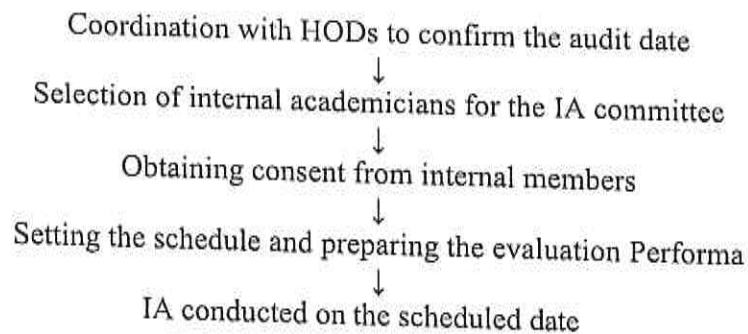 Coordination with HODs to confirm the audit date
↓
Selection of internal academicians for the IA committee
↓
Obtaining consent from internal members
↓
Setting the schedule and preparing the evaluation Performa
↓
IA conducted on the scheduled date